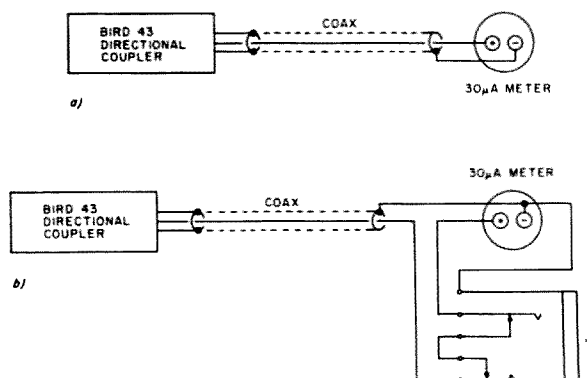 BIRD 43
DIRECTIONAL
COUPLER
COAX
+
−
30μA METER
a)
30μA METER
BIRD 43
DIRECTIONAL
COUPLER
COAX
+
−
b)